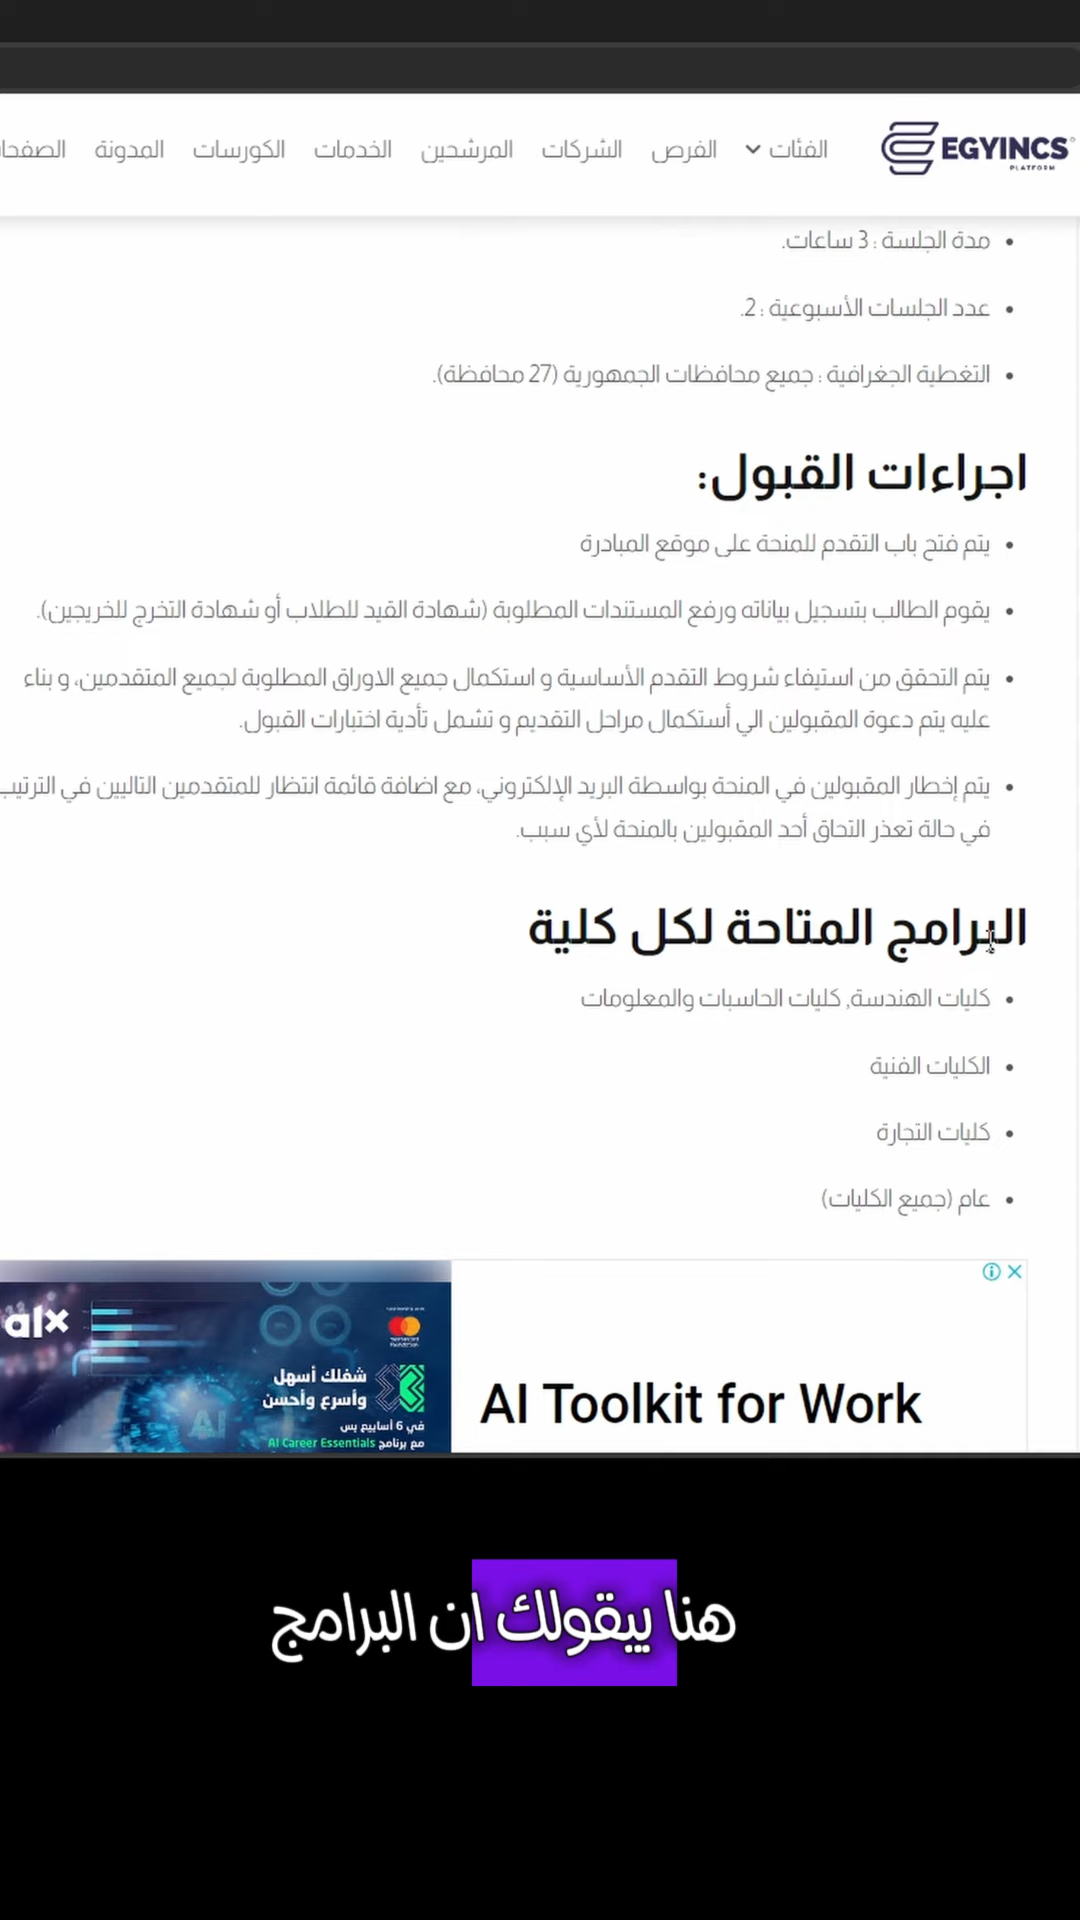 EGYINCS
PLATFORM
الفئات الفرص الشركات المرشحين الخدمات الكورسات المدونة
مدة الجلسة : 3 ساعات.
عدد الجلسات الأسبوعية : 2.
التغطية الجغرافية : جميع محافظات الجمهورية (27 محافظة).
اجراءات القبول:
يتم فتح باب التقدم للمنحة على موقع المبادرة
يقوم الطالب بتسجيل بياناته ورفع المستندات المطلوبة (شهادة القيد للطلاب أو شهادة التخرج للخريجين).
يتم التحقق من استيفاء شروط التقدم الأساسية و استكمال جميع الاوراق المطلوبة لجميع المتقدمين، و بناء
عليه يتم دعوة المقبولين الي أستكمال مراحل التقديم و تشمل تأدية اختبارات القبول.
يتم إخطار المقبولين في المنحة بواسطة البريد الإلكتروني، مع اضافة قائمة انتظار للمتقدمين التاليين في الترتيب
في حالة تعذر التحاق أحد المقبولين بالمنحة لأي سبب.
البرامج المتاحة لكل كلية
كليات الهندسة, كليات الحاسبات والمعلومات
الكليات الفنية
كليات التجارة
عام (جميع الكليات)
alx
شغلك أسهل
وأسرع وأحسن
في 6 أسابيع بس
مع برنامج AI Career Essentials
AI
AI Toolkit for Work
هنا بيقولك ان البرامج